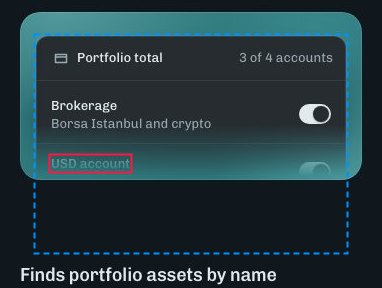 Portfolio total
3 of 4 accounts
Brokerage
Borsa Istanbul and crypto
USD account
Finds portfolio assets by name